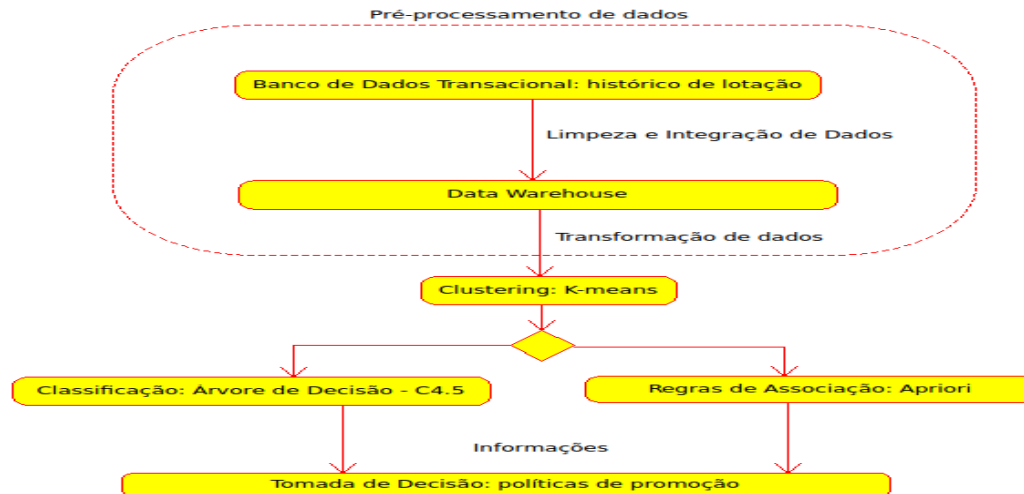 Pré-processamento de dados
Banco de Dados Transacional: histórico de lotação
Limpeza e Integração de Dados
Data Warehouse
Transformação de dados
Clustering: K-means
Classificação: Árvore de Decisão - C4.5
Regras de Associação: Apriori
Informações
Tomada de Decisão: políticas de promoção